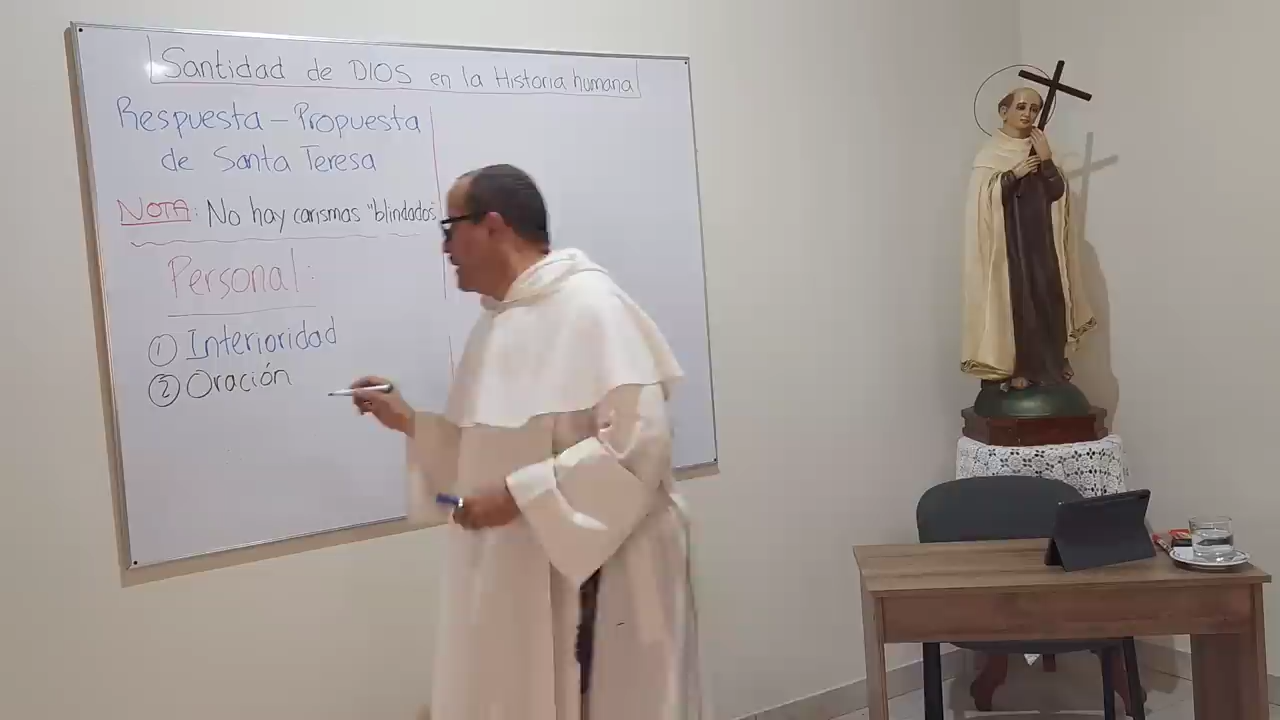 Santidad de DIOS en la Historia humana
Respuesta - Propuesta
de Santa Teresa
NOTA: No hay carismas "blindados"
Personal:
① Interioridad
② Oración